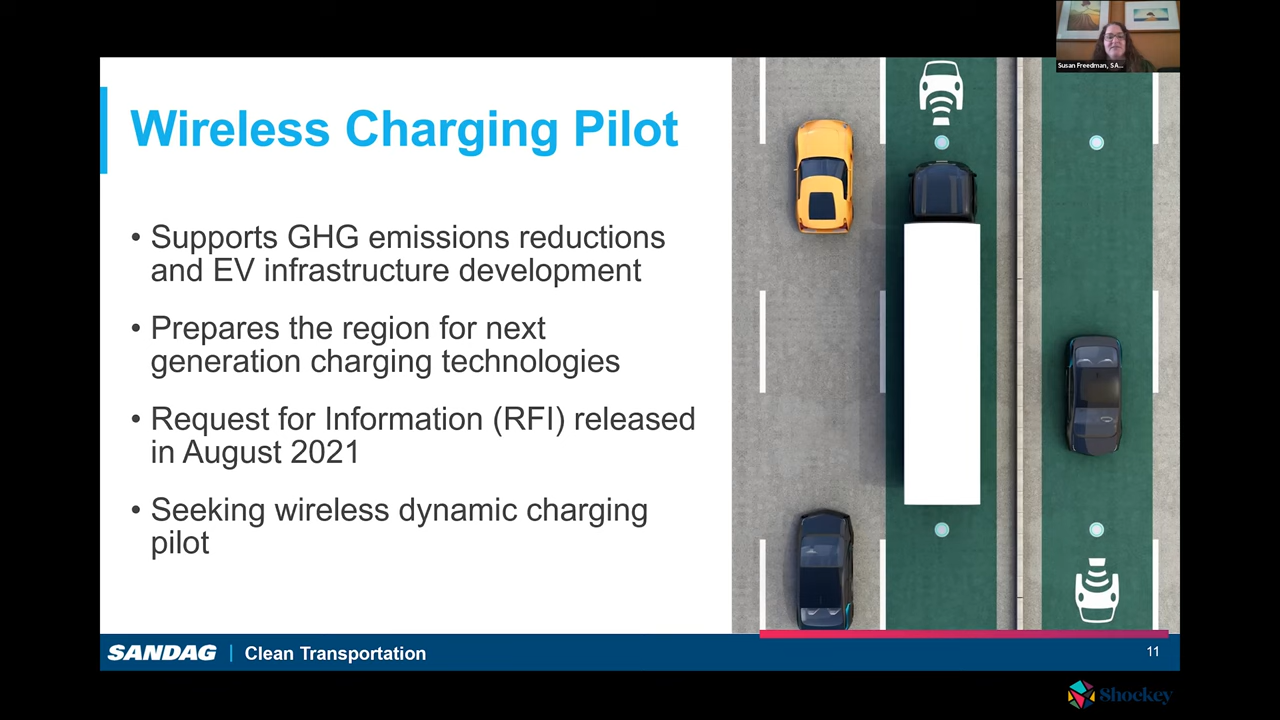 Susan Freedman, SA...
Wireless Charging Pilot
• Supports GHG emissions reductions
and EV infrastructure development
• Prepares the region for next
generation charging technologies
• Request for Information (RFI) released
in August 2021
• Seeking wireless dynamic charging
pilot
SANDAG | Clean Transportation
11
Shockey